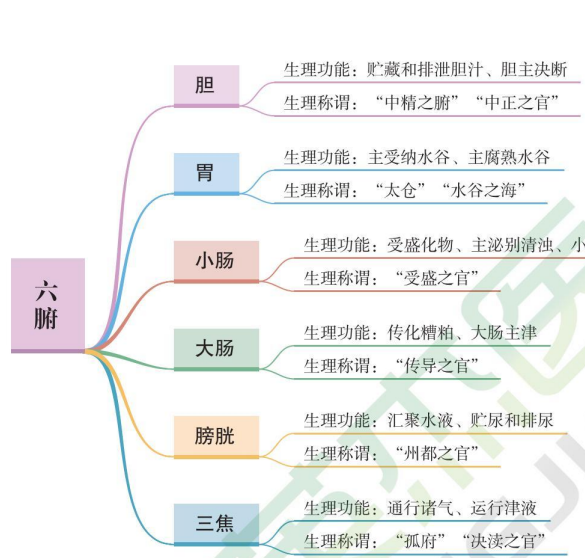 六腑
胆
生理功能：贮藏和排泄胆汁、胆主决断
生理称谓：“中精之腑”“中正之官”
胃
生理功能：主受纳水谷、主腐熟水谷
生理称谓：“太仓”“水谷之海”
小肠
生理功能：受盛化物、主泌别清浊、小
生理称谓：“受盛之官”
大肠
生理功能：传化糟粕、大肠主津
生理称谓：“传导之官”
膀胱
生理功能：汇聚水液、贮尿和排尿
生理称谓：“州都之官”
三焦
生理功能：通行诸气、运行津液
生理称谓：“孤府”“决渎之官”